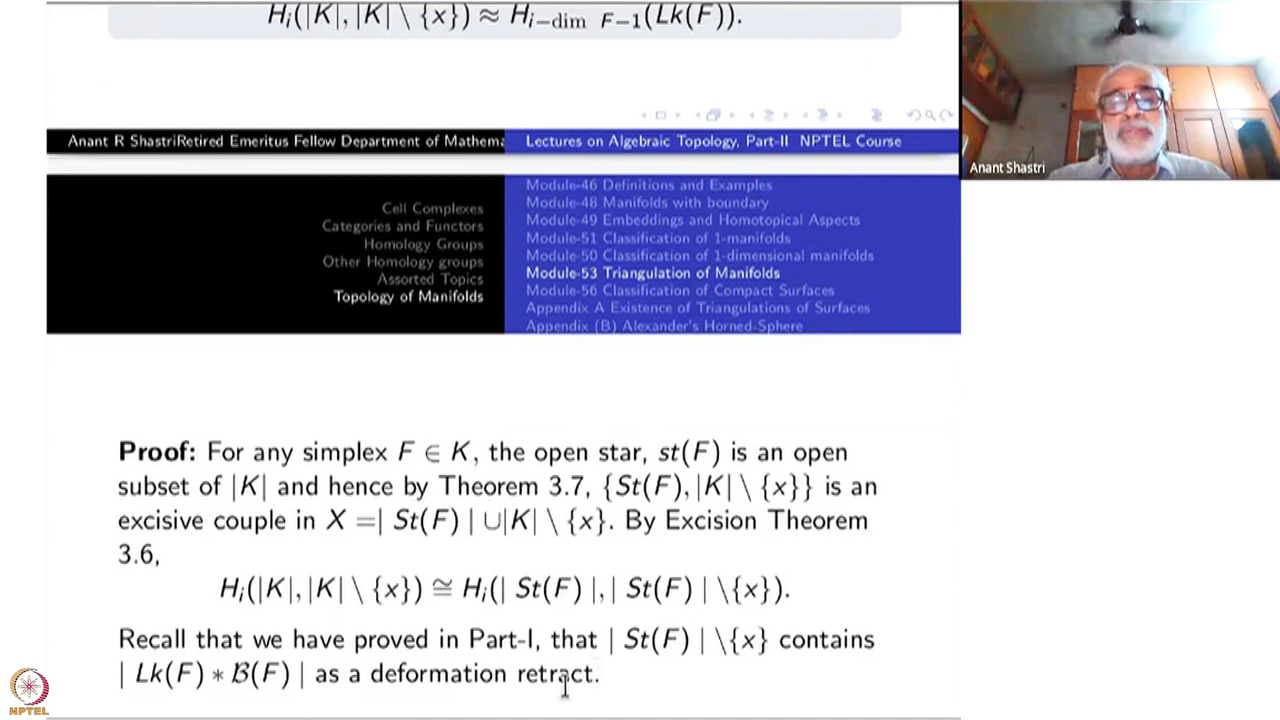 H_i(|K|, |K| \ {x}) ≈ H_{i−dim F−1}(Lk(F)).
Anant R ShastriRetired Emeritus Fellow Department of Mathema
Lectures on Algebraic Topology, Part-II NPTEL Course
Cell Complexes
Categories and Functors
Homology Groups
Other Homology groups
Assorted Topics
Topology of Manifolds
Module-46 Definitions and Examples
Module-48 Manifolds with boundary
Module-49 Embeddings and Homotopical Aspects
Module-51 Classification of 1-manifolds
Module-50 Classification of 1-dimensional manifolds
Module-53 Triangulation of Manifolds
Module-56 Classification of Compact Surfaces
Appendix A Existence of Triangulations of Surfaces
Appendix (B) Alexander's Horned-Sphere
Proof: For any simplex F ∈ K, the open star, st(F) is an open
subset of |K| and hence by Theorem 3.7, {St(F), |K| \ {x}} is an
excisive couple in X =| St(F) | ∪|K| \ {x}. By Excision Theorem
3.6,
H_i(|K|, |K| \ {x}) ≅ H_i(| St(F) |, | St(F) | \{x}).
Recall that we have proved in Part-I, that | St(F) | \{x} contains
| Lk(F) ∗ ℬ(F) | as a deformation retract.
Anant Shastri
NPTEL